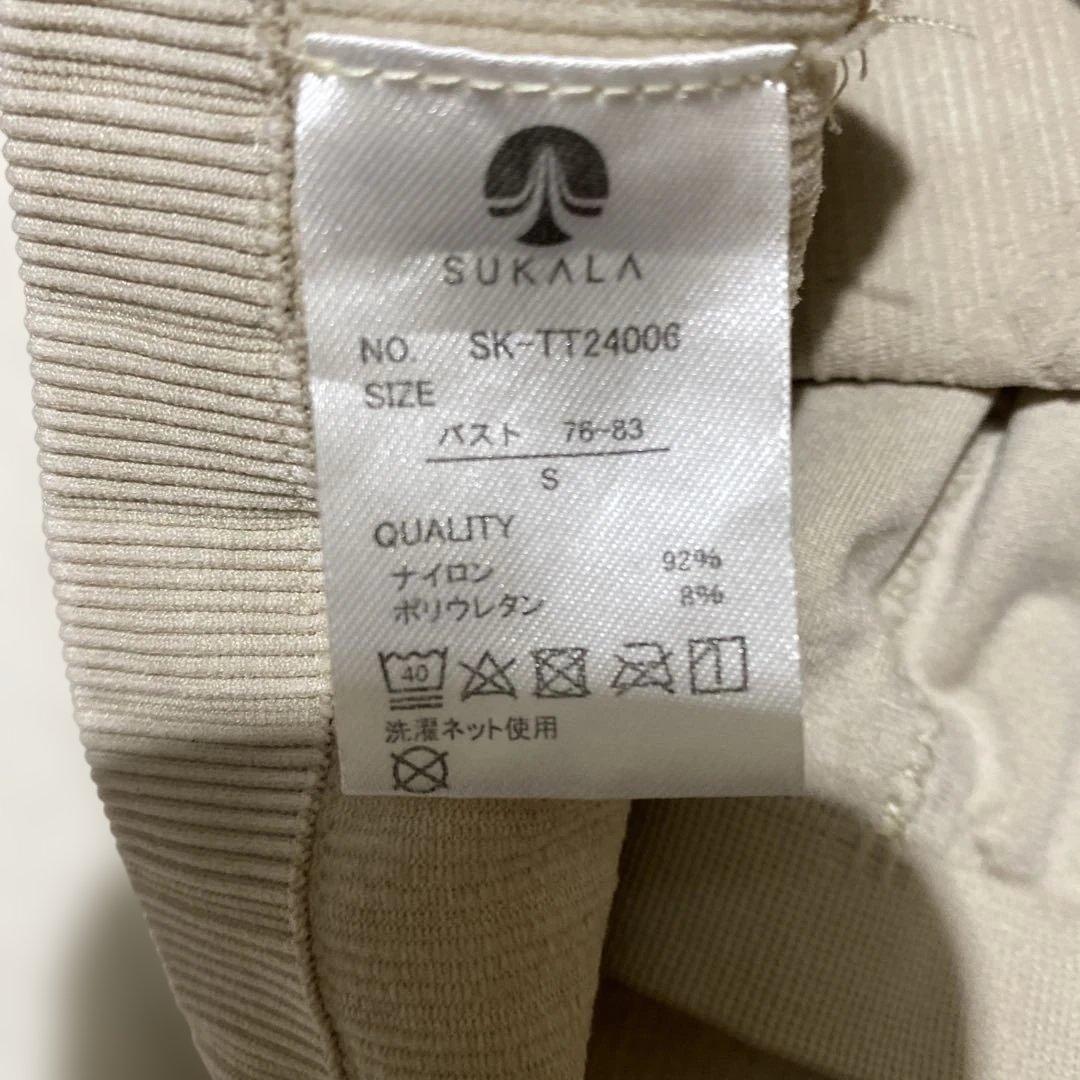 SUKALA
NO. SK-TT24006
SIZE
バスト 76-83
S
QUALITY
ナイロン 92%
ポリウレタン 8%
40
洗濯ネット使用